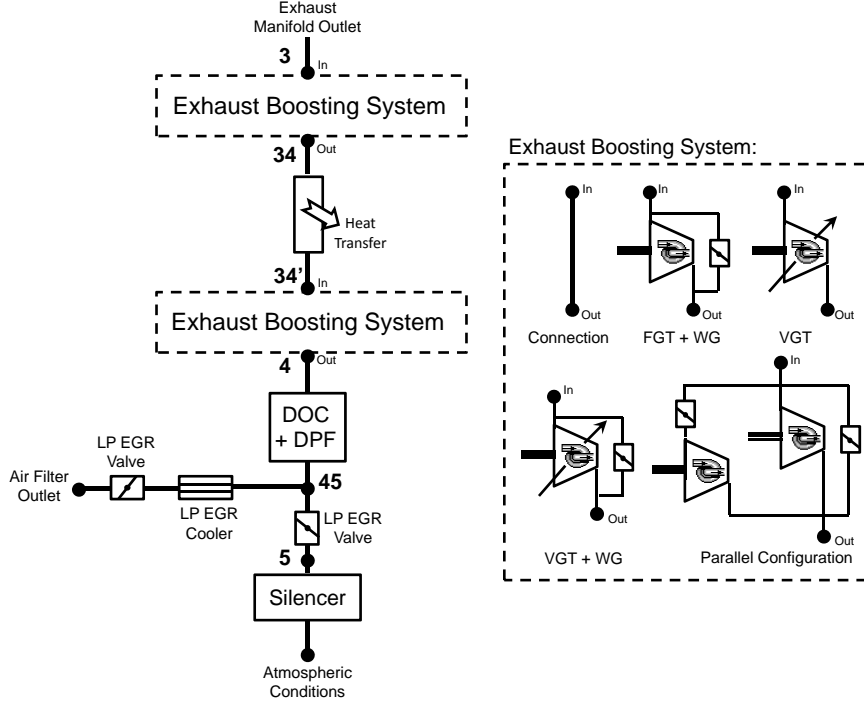 Exhaust
Manifold Outlet
3
In
Exhaust Boosting System
34
Out
Heat
Transfer
34'
In
Exhaust Boosting System
4
Out
DOC
+ DPF
LP EGR
Valve
Air Filter
Outlet
45
LP EGR
Cooler
LP EGR
Valve
5
Silencer
Atmospheric
Conditions
Exhaust Boosting System:
In
In
In
Out
Out
Out
Connection
FGT + WG
VGT
In
In
Out
Out
VGT + WG
Parallel Configuration